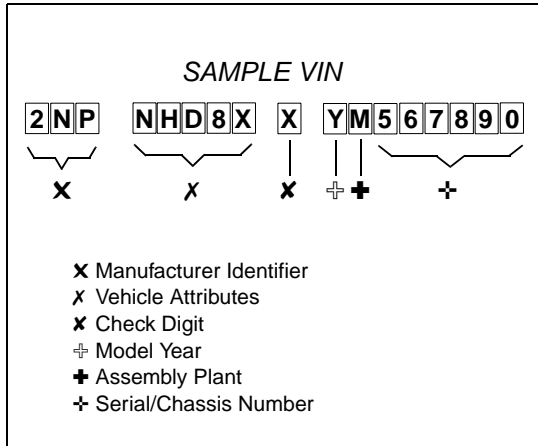 SAMPLE VIN
2NP NHD8X X YM567890
✖ ✗ ✘ ✙ ✚ ✛
✖ Manufacturer Identifier
✗ Vehicle Attributes
✘ Check Digit
✙ Model Year
✚ Assembly Plant
✛ Serial/Chassis Number